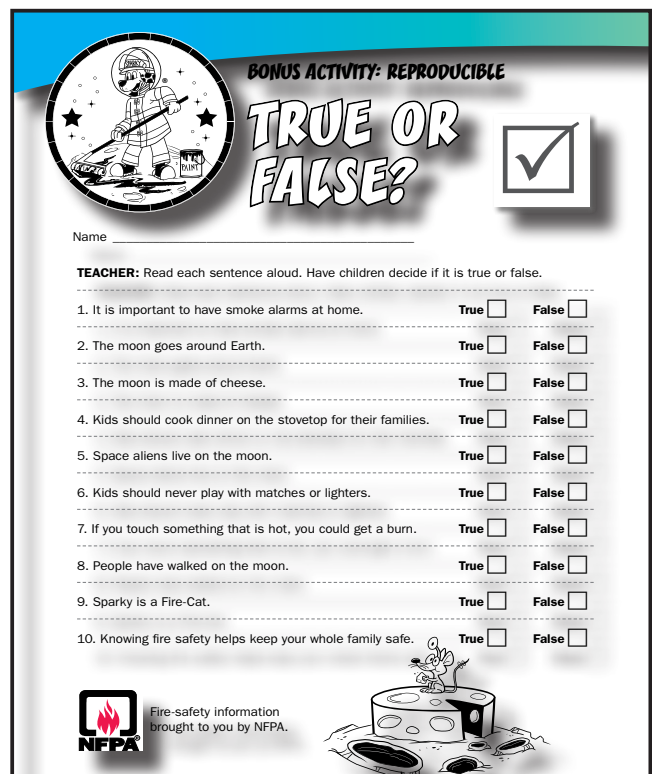 BONUS ACTIVITY: REPRODUCIBLE
TRUE OR
FALSE?
SPARKY
PAINT
Name
TEACHER: Read each sentence aloud. Have children decide if it is true or false.
1. It is important to have smoke alarms at home. True False
2. The moon goes around Earth. True False
3. The moon is made of cheese. True False
4. Kids should cook dinner on the stovetop for their families. True False
5. Space aliens live on the moon. True False
6. Kids should never play with matches or lighters. True False
7. If you touch something that is hot, you could get a burn. True False
8. People have walked on the moon. True False
9. Sparky is a Fire-Cat. True False
10. Knowing fire safety helps keep your whole family safe. True False
Fire-safety information
brought to you by NFPA.
NFPA®